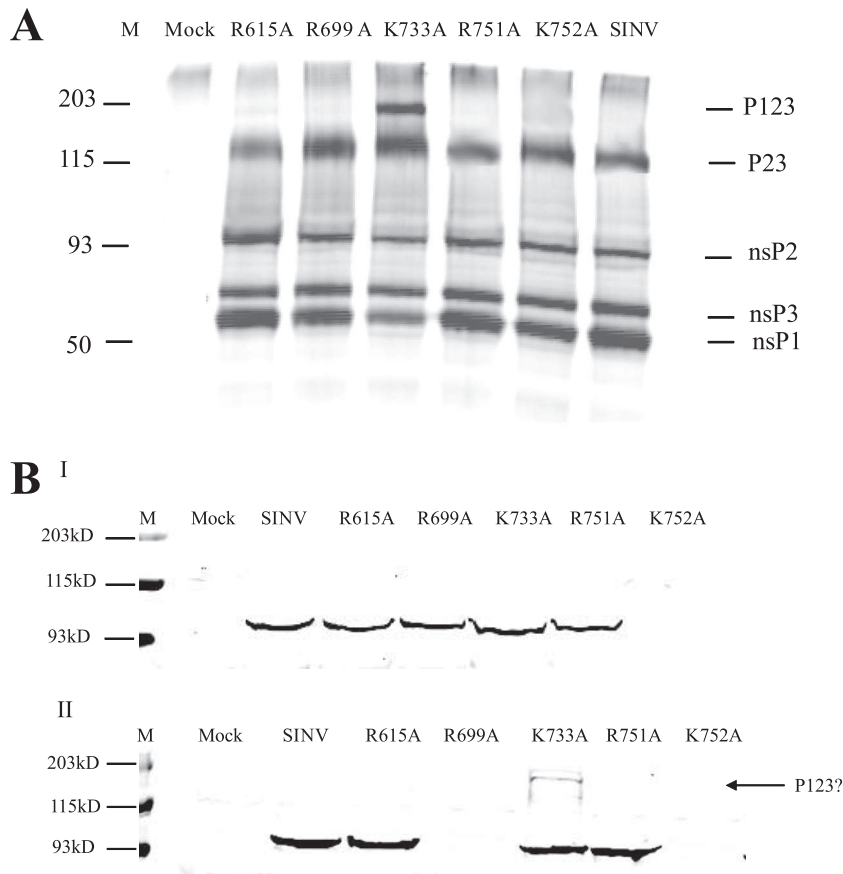 A
M Mock R615A R699 A K733A R751A K752A SINV
203
P123
115
P23
93
nsP2
nsP3
50
nsP1
B I
M Mock SINV R615A R699A K733A R751A K752A
203kD
115kD
93kD
II
M Mock SINV R615A R699A K733A R751A K752A
203kD
P123?
115kD
93kD